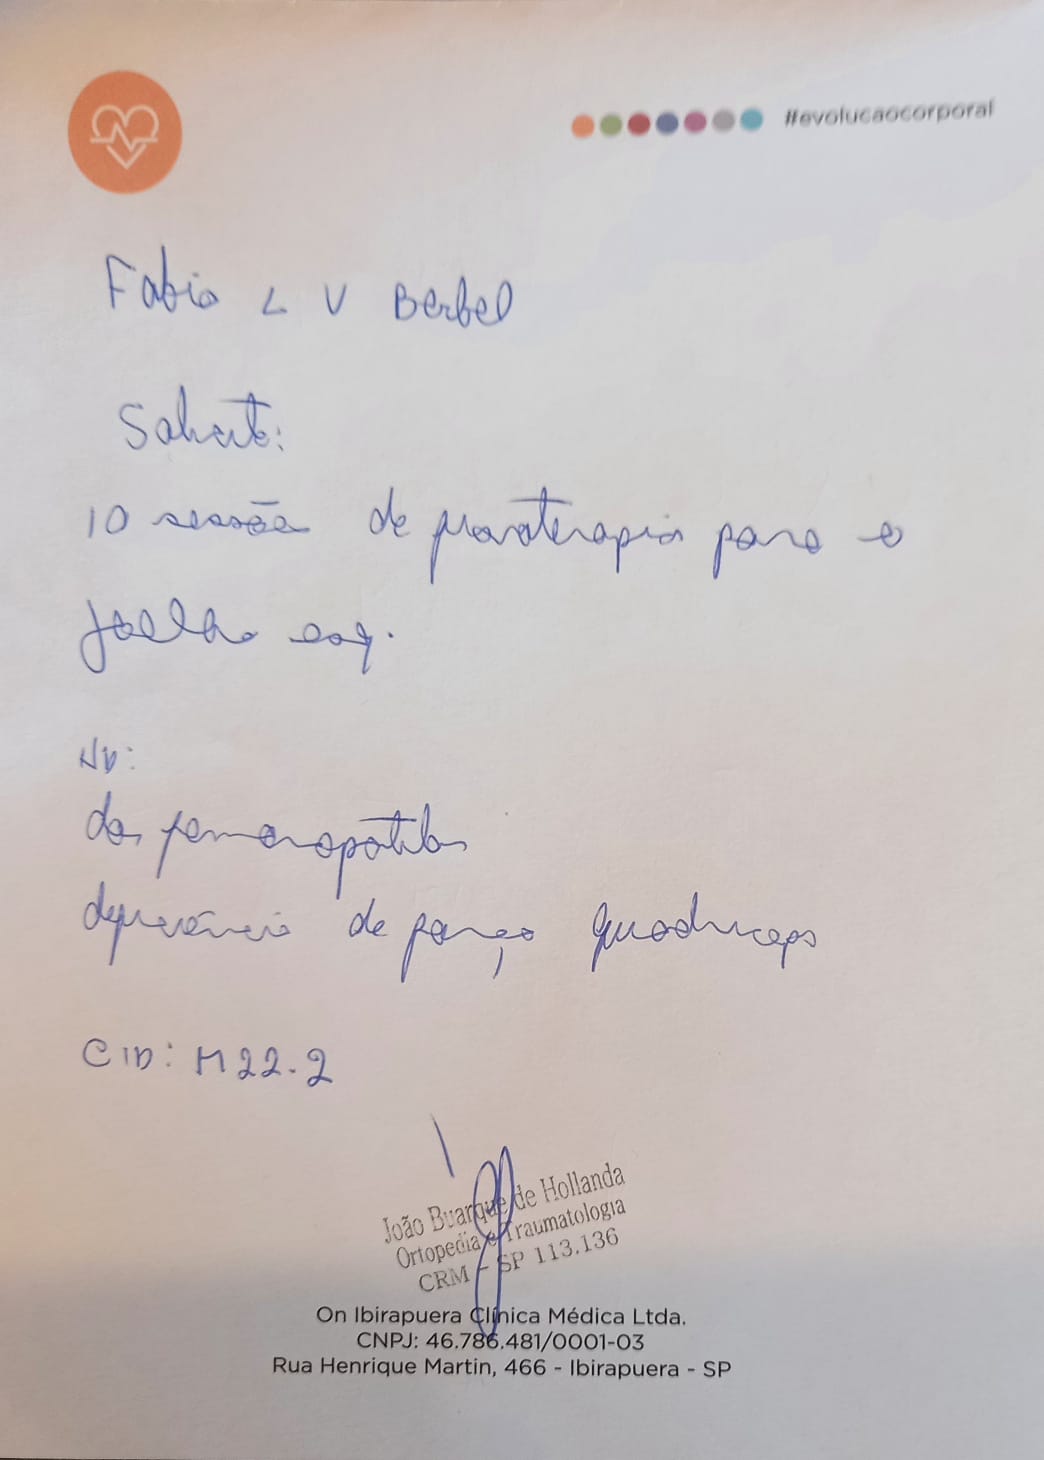 #evolucaocorporal
Fabio L V Berbel
Solicito:
10 sessões de fisioterapia para o
joelho esq.
HD:
dor femoropatelar
deficiência de força quadriceps
CID: M22.2
João Buarque de Hollanda
Ortopedia e Traumatologia
CRM - SP 113.136
On Ibirapuera Clínica Médica Ltda.
CNPJ: 46.786.481/0001-03
Rua Henrique Martin, 466 - Ibirapuera - SP